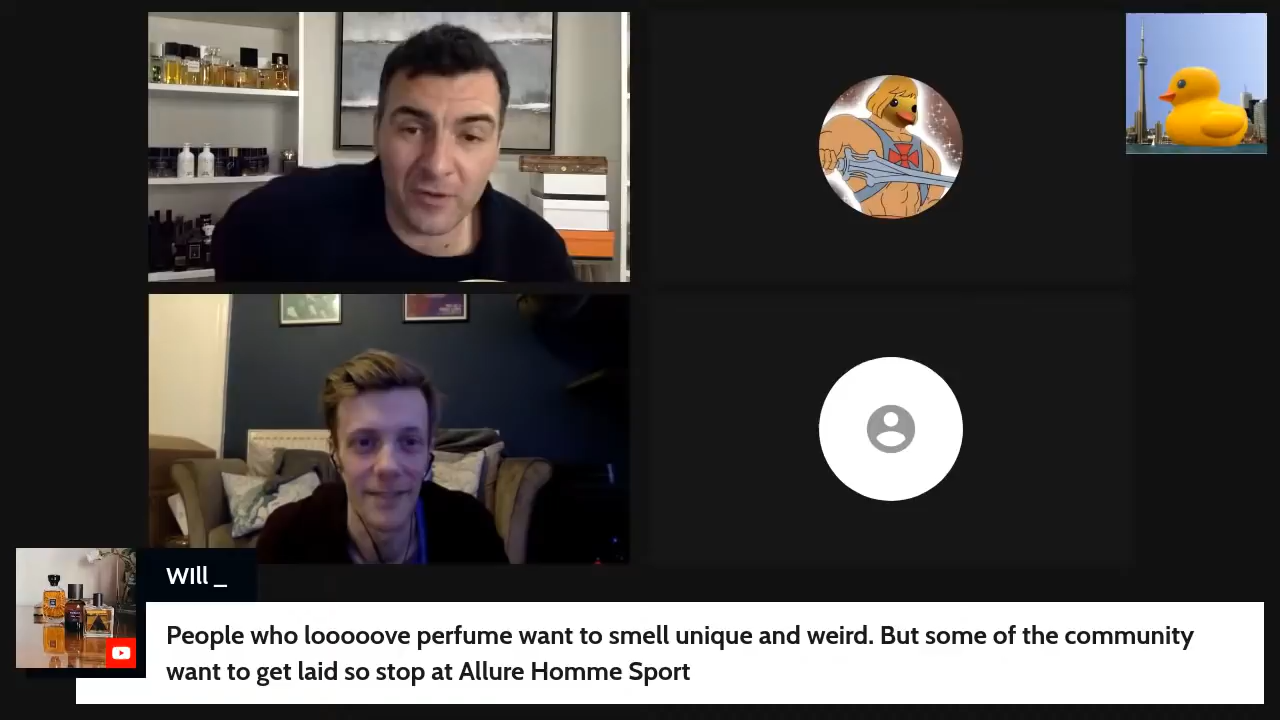 WIll _
People who looooove perfume want to smell unique and weird. But some of the community
want to get laid so stop at Allure Homme Sport